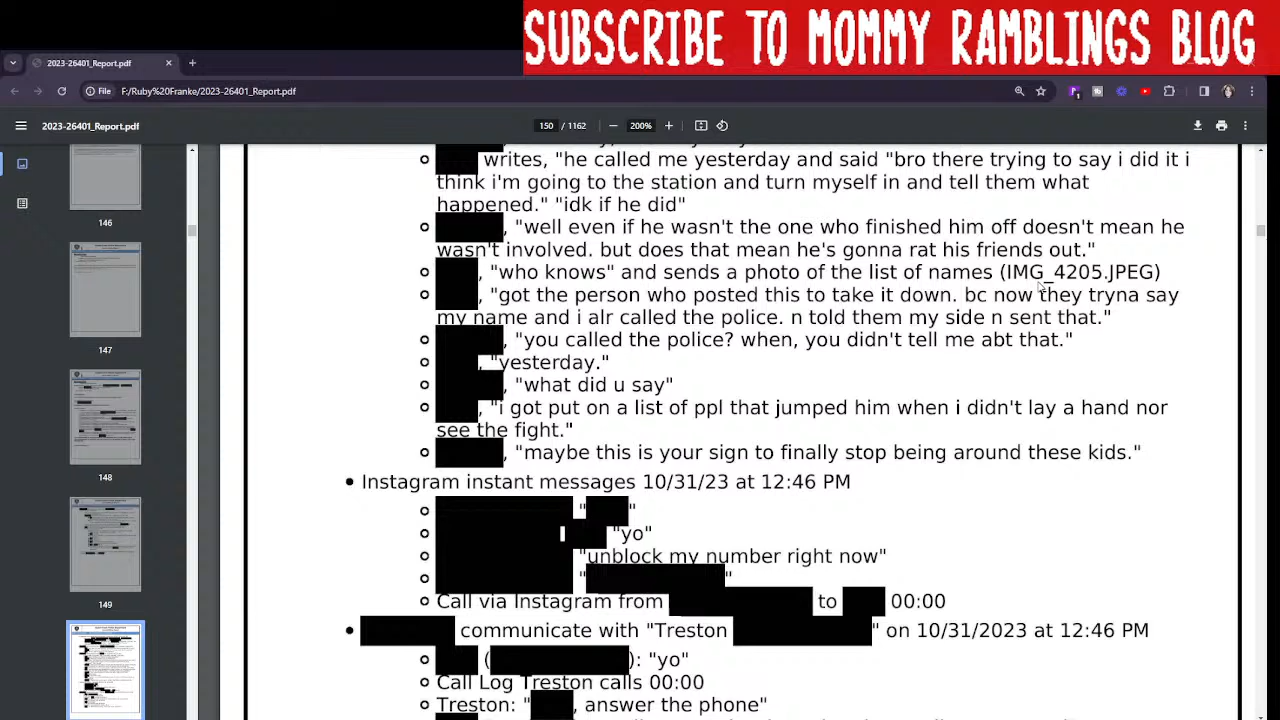 SUBSCRIBE TO MOMMY RAMBLINGS BLOG
2023-26401_Report.pdf
File F:/Ruby%20Franke/2023-26401_Report.pdf
2023-26401_Report.pdf 150 / 1162 200%
writes, "he called me yesterday and said "bro there trying to say i did it i
think i'm going to the station and turn myself in and tell them what
happened." "idk if he did"
, "well even if he wasn't the one who finished him off doesn't mean he
wasn't involved. but does that mean he's gonna rat his friends out."
, "who knows" and sends a photo of the list of names (IMG_4205.JPEG)
, "got the person who posted this to take it down. bc now they tryna say
my name and i alr called the police. n told them my side n sent that."
, "you called the police? when, you didn't tell me abt that."
, "yesterday."
, "what did u say"
, "i got put on a list of ppl that jumped him when i didn't lay a hand nor
see the fight."
, "maybe this is your sign to finally stop being around these kids."
Instagram instant messages 10/31/23 at 12:46 PM
" "
"yo"
"unblock my number right now"
" "
Call via Instagram from to 00:00
communicate with "Treston " on 10/31/2023 at 12:46 PM
( ): "yo"
Call Log Treston calls 00:00
Treston: " , answer the phone"
146
147
148
149